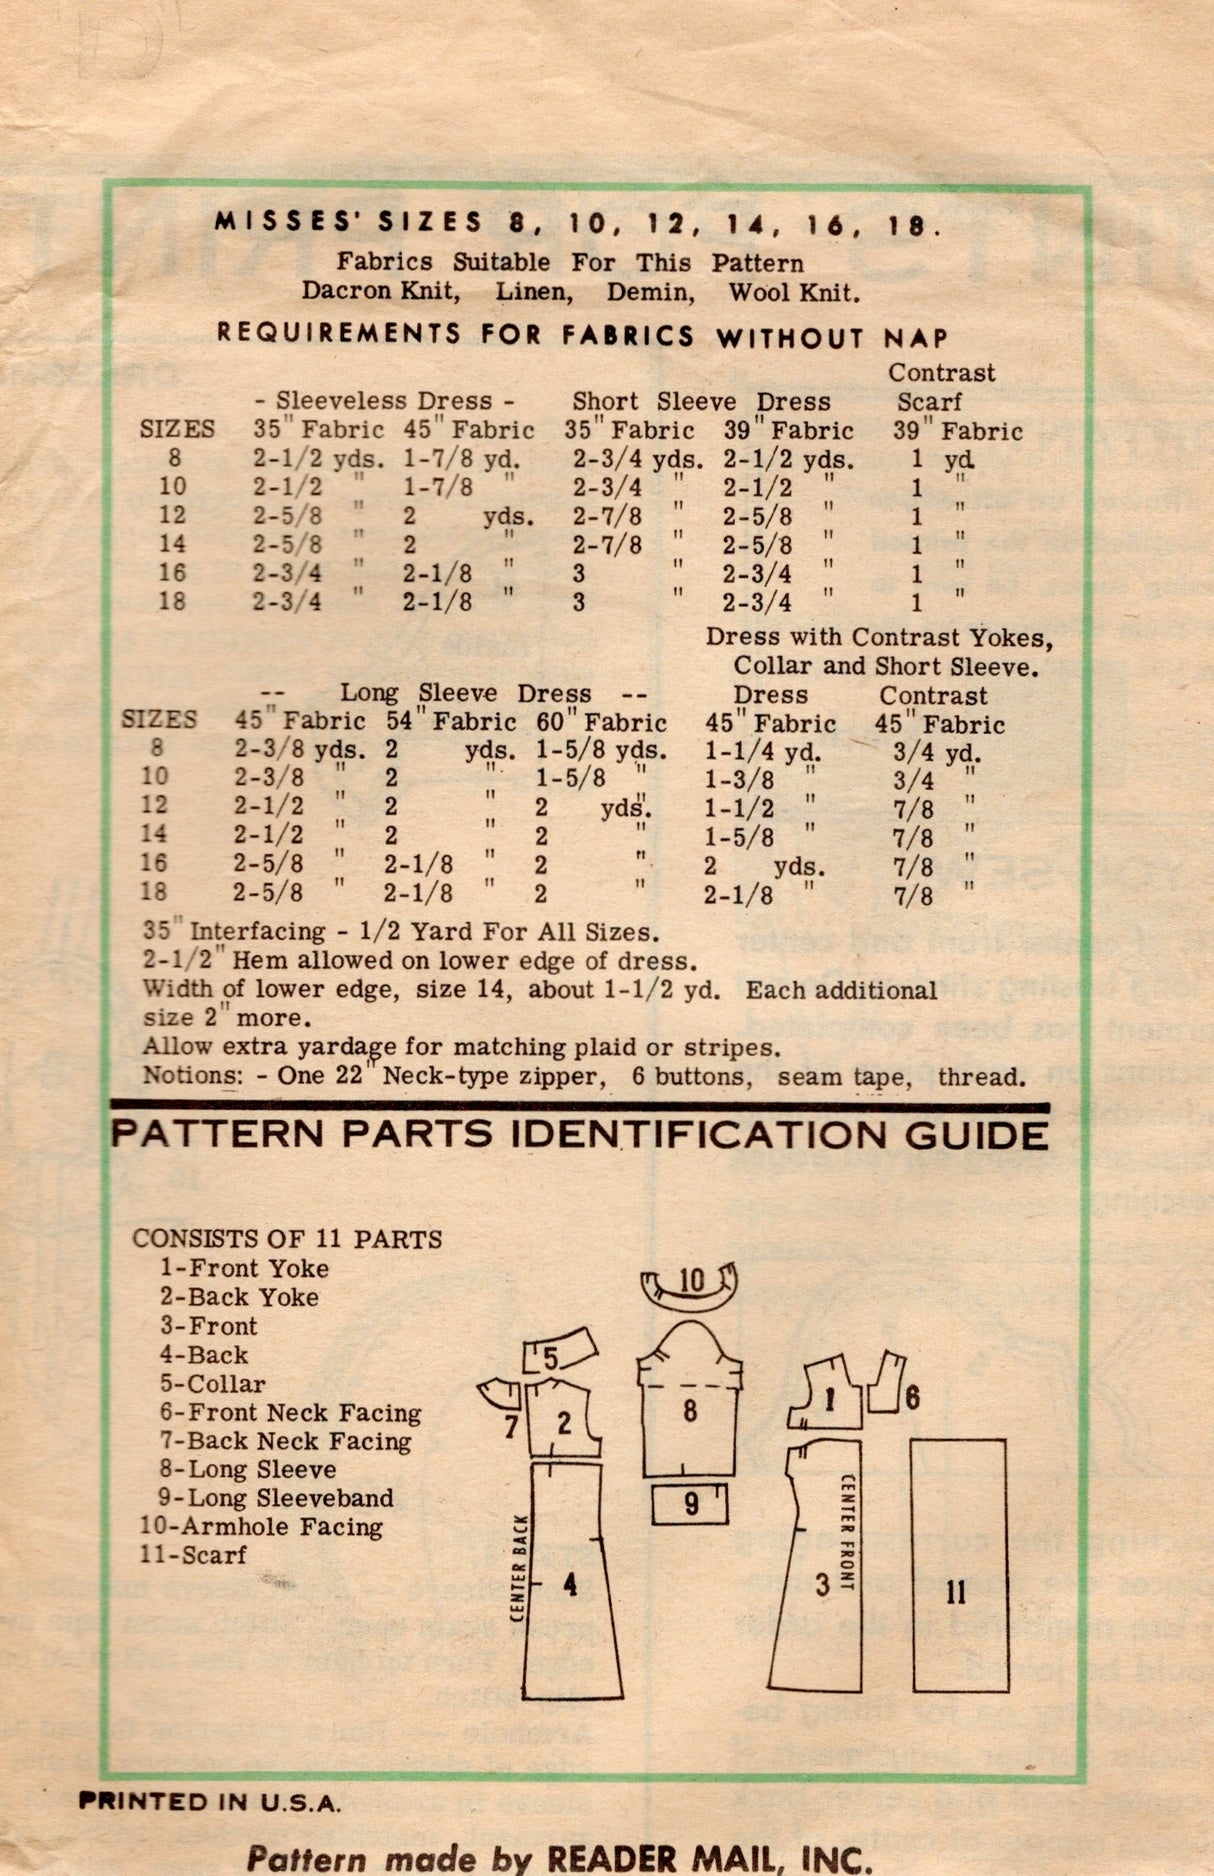 MISSES' SIZES 8, 10, 12, 14, 16, 18.
Fabrics Suitable For This Pattern
Dacron Knit, Linen, Demin, Wool Knit.
REQUIREMENTS FOR FABRICS WITHOUT NAP
Contrast
- Sleeveless Dress - Short Sleeve Dress Scarf
SIZES 35" Fabric 45" Fabric 35" Fabric 39" Fabric 39" Fabric
8 2-1/2 yds. 1-7/8 yd. 2-3/4 yds. 2-1/2 yds. 1 yd.
10 2-1/2 " 1-7/8 " 2-3/4 " 2-1/2 " 1 "
12 2-5/8 " 2 yds. 2-7/8 " 2-5/8 " 1 "
14 2-5/8 " 2 " 2-7/8 " 2-5/8 " 1 "
16 2-3/4 " 2-1/8 " 3 " 2-3/4 " 1 "
18 2-3/4 " 2-1/8 " 3 " 2-3/4 " 1 "
Dress with Contrast Yokes,
Collar and Short Sleeve.
-- Long Sleeve Dress -- Dress Contrast
SIZES 45" Fabric 54" Fabric 60" Fabric 45" Fabric 45" Fabric
8 2-3/8 yds. 2 yds. 1-5/8 yds. 1-1/4 yd. 3/4 yd.
10 2-3/8 " 2 " 1-5/8 " 1-3/8 " 3/4 "
12 2-1/2 " 2 " 2 yds. 1-1/2 " 7/8 "
14 2-1/2 " 2 " 2 " 1-5/8 " 7/8 "
16 2-5/8 " 2-1/8 " 2 " 2 yds. 7/8 "
18 2-5/8 " 2-1/8 " 2 " 2-1/8 " 7/8 "
35" Interfacing - 1/2 Yard For All Sizes.
2-1/2" Hem allowed on lower edge of dress.
Width of lower edge, size 14, about 1-1/2 yd. Each additional
size 2" more.
Allow extra yardage for matching plaid or stripes.
Notions: - One 22" Neck-type zipper, 6 buttons, seam tape, thread.
PATTERN PARTS IDENTIFICATION GUIDE
CONSISTS OF 11 PARTS
1-Front Yoke
2-Back Yoke
3-Front
4-Back
5-Collar
6-Front Neck Facing
7-Back Neck Facing
8-Long Sleeve
9-Long Sleeveband
10-Armhole Facing
11-Scarf
10
5
7
2
8
1
6
9
CENTER BACK
4
3
CENTER FRONT
11
PRINTED IN U.S.A.
Pattern made by READER MAIL, INC.